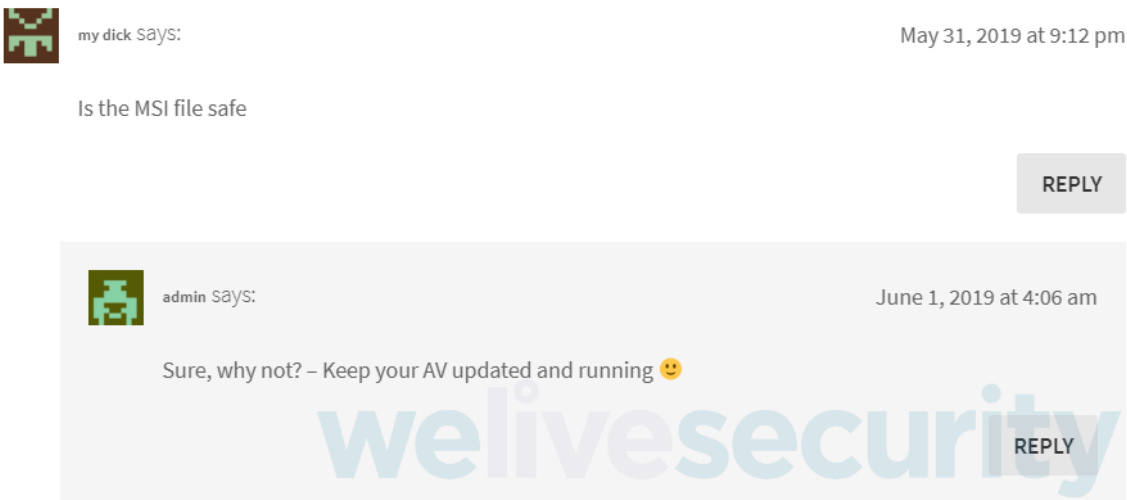 my dick says:
May 31, 2019 at 9:12 pm
Is the MSI file safe
REPLY
admin says:
June 1, 2019 at 4:06 am
Sure, why not? – Keep your AV updated and running 🙂
welivesecurity
REPLY